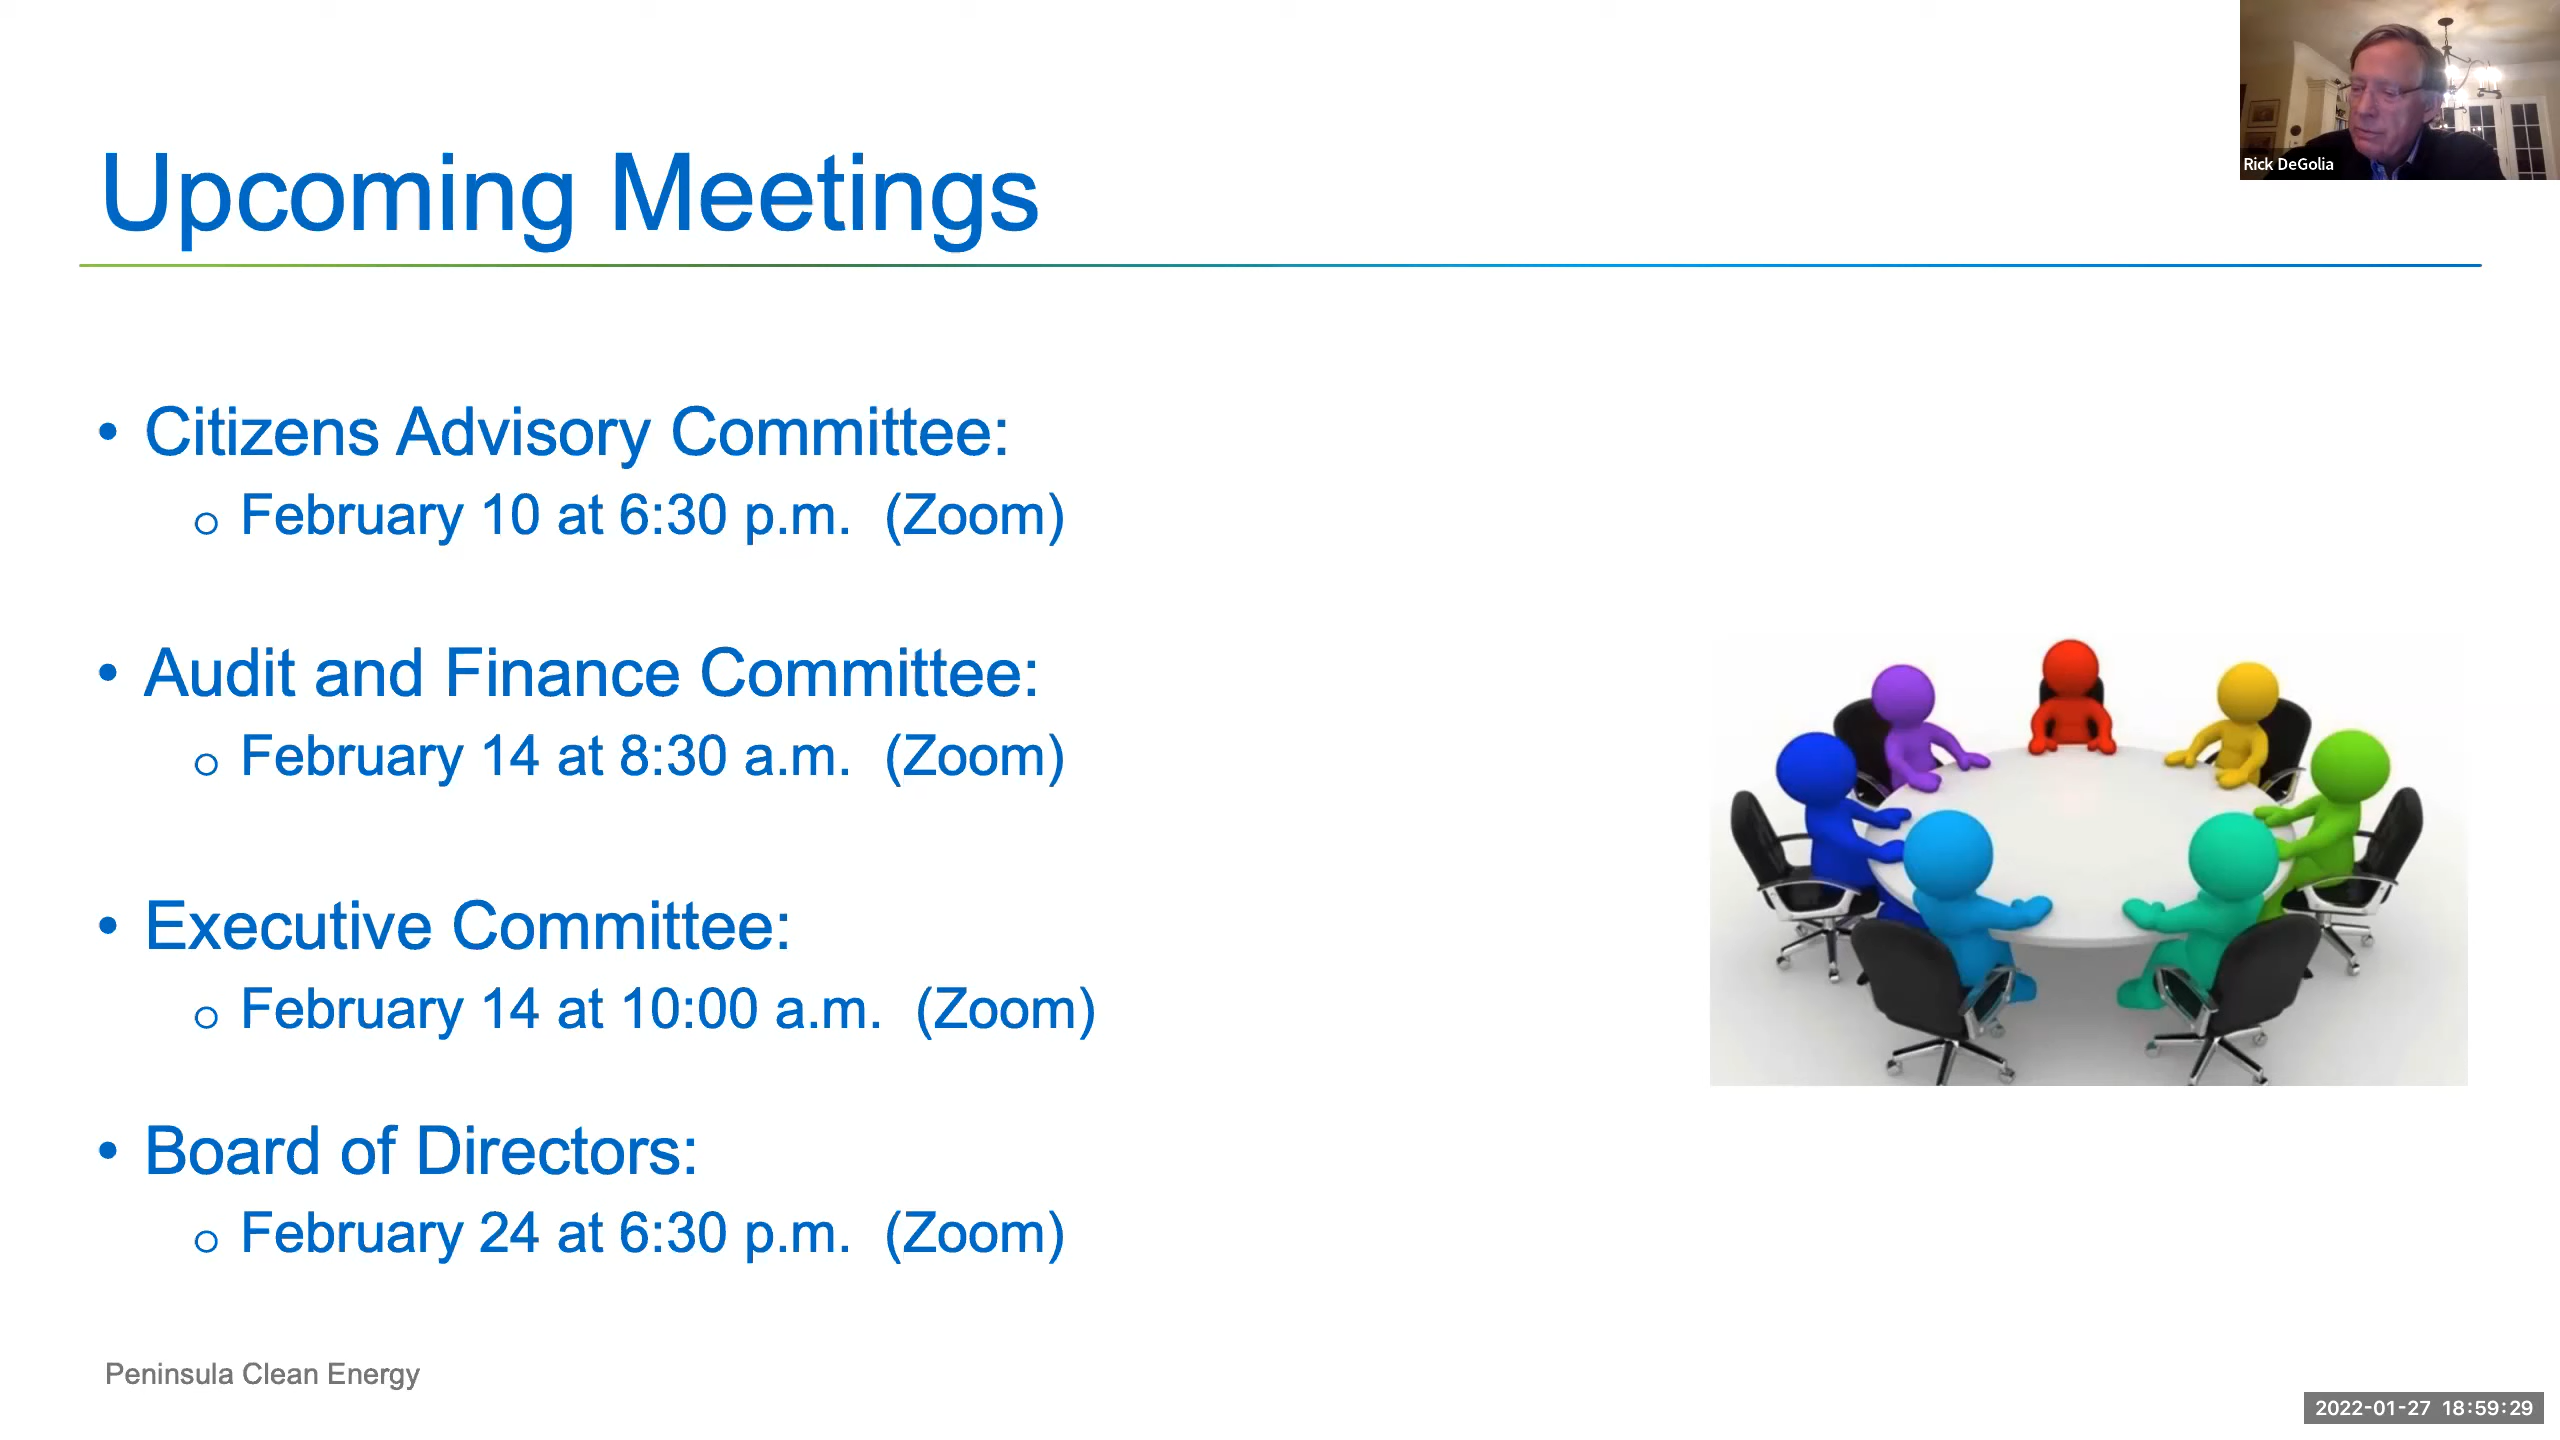 Rick DeGolia
Upcoming Meetings
• Citizens Advisory Committee:
o February 10 at 6:30 p.m.  (Zoom)
• Audit and Finance Committee:
o February 14 at 8:30 a.m.  (Zoom)
• Executive Committee:
o February 14 at 10:00 a.m.  (Zoom)
• Board of Directors:
o February 24 at 6:30 p.m.  (Zoom)
Peninsula Clean Energy
2022-01-27 18:59:29